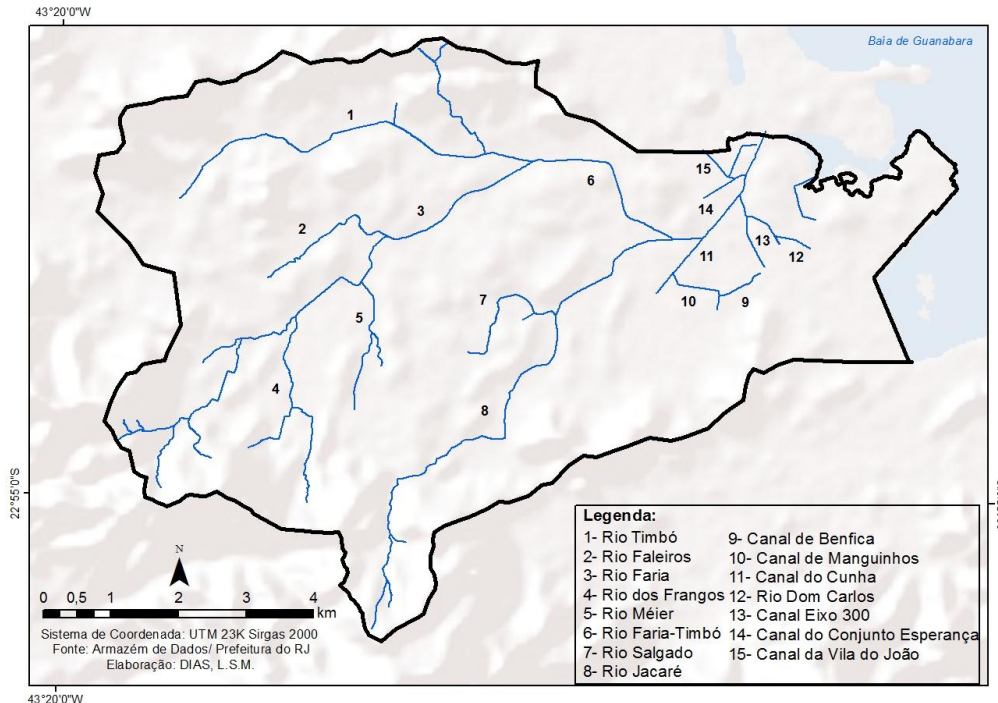 43°20'0"W
Baia de Guanabara
1
15
6
14
3
2
13
11
12
7
10
9
5
4
8
22°55'0"S
N
0 0,5 1 2 3 4
km
Sistema de Coordenada: UTM 23K Sirgas 2000
Fonte: Armazém de Dados/ Prefeitura do RJ
Elaboração: DIAS, L.S.M.
Legenda:
1- Rio Timbó
2- Rio Faleiros
3- Rio Faria
4- Rio dos Frangos
5- Rio Méier
6- Rio Faria-Timbó
7- Rio Salgado
8- Rio Jacaré
9- Canal de Benfica
10- Canal de Manguinhos
11- Canal do Cunha
12- Rio Dom Carlos
13- Canal Eixo 300
14- Canal do Conjunto Esperança
15- Canal da Vila do João
43°20'0"W